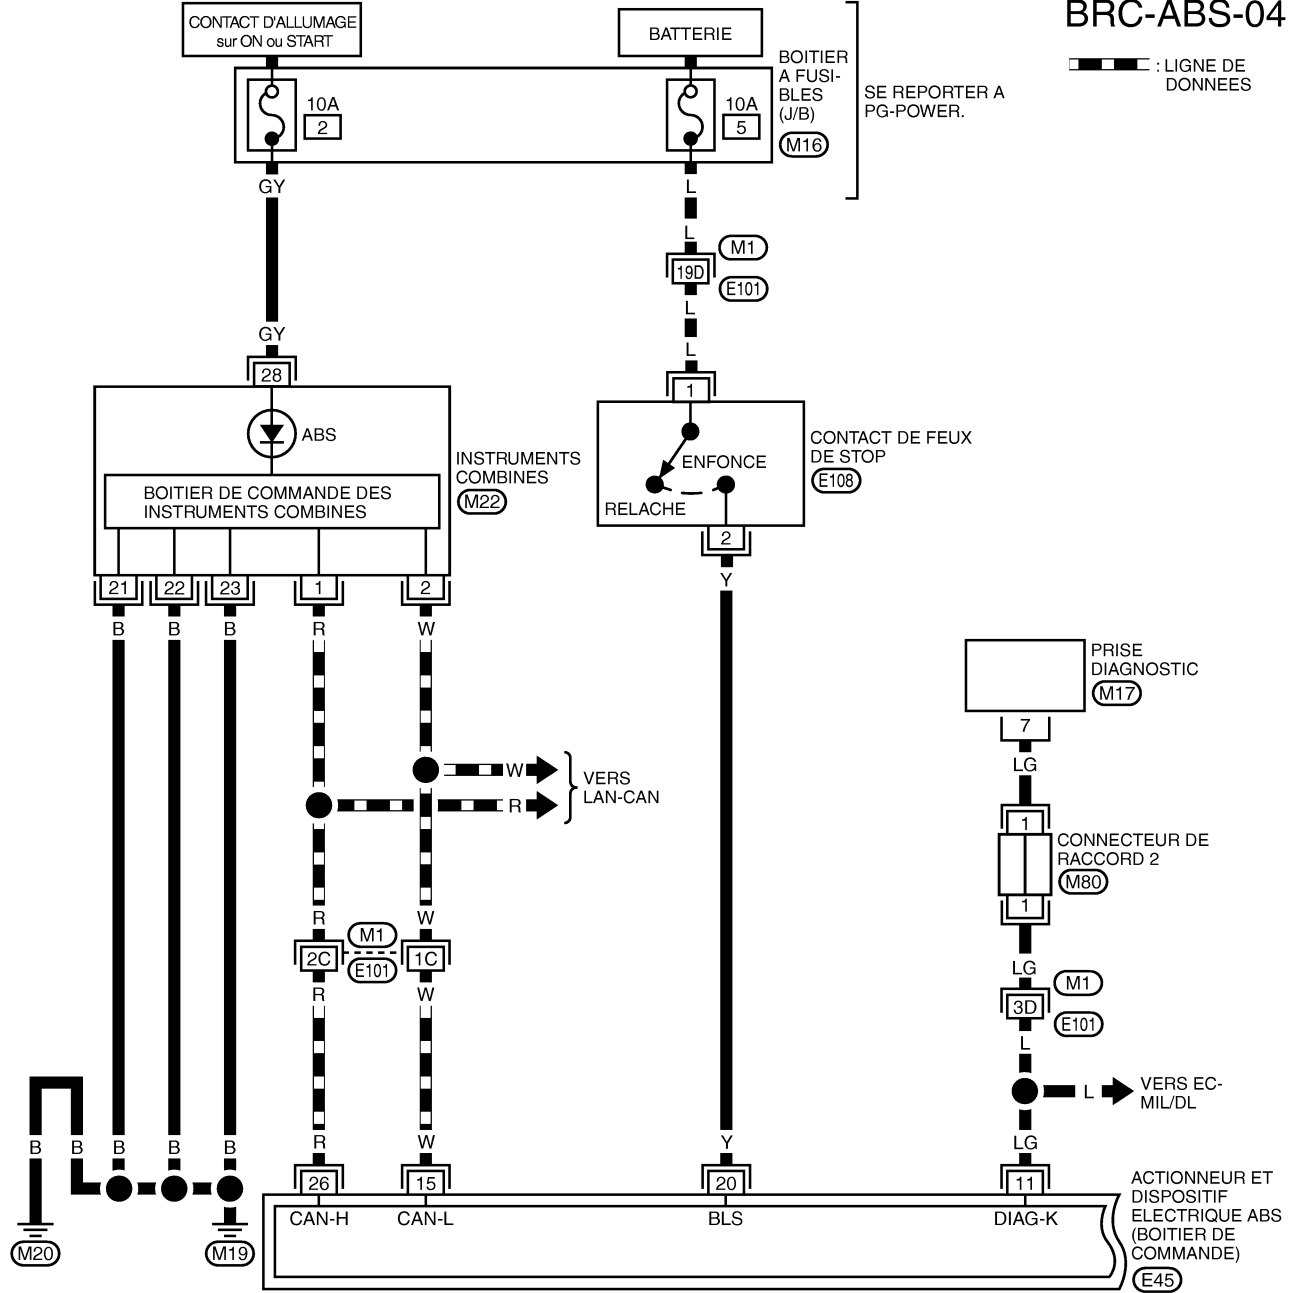 BRC-ABS-04
: LIGNE DE
DONNEES
CONTACT D'ALLUMAGE
sur ON ou START
BATTERIE
10A
2
10A
5
BOITIER
A FUSI-
BLES
(J/B)
M16
SE REPORTER A
PG-POWER.
GY
L
L
M1
19D
E101
L
GY
L
28
1
ABS
BOITIER DE COMMANDE DES
INSTRUMENTS COMBINES
INSTRUMENTS
COMBINES
M22
ENFONCE
RELACHE
CONTACT DE FEUX
DE STOP
E108
2
Y
21
22
23
1
2
B
B
B
R
W
PRISE
DIAGNOSTIC
M17
7
LG
W
R
VERS
LAN-CAN
1
CONNECTEUR DE
RACCORD 2
M80
1
R
W
M1
2C
1C
E101
R
W
LG
M1
3D
E101
L
L
VERS EC-
MIL/DL
B
B
B
B
B
R
W
Y
LG
26
15
20
11
CAN-H
CAN-L
BLS
DIAG-K
M20
M19
ACTIONNEUR ET
DISPOSITIF
ELECTRIQUE ABS
(BOITIER DE
COMMANDE)
E45